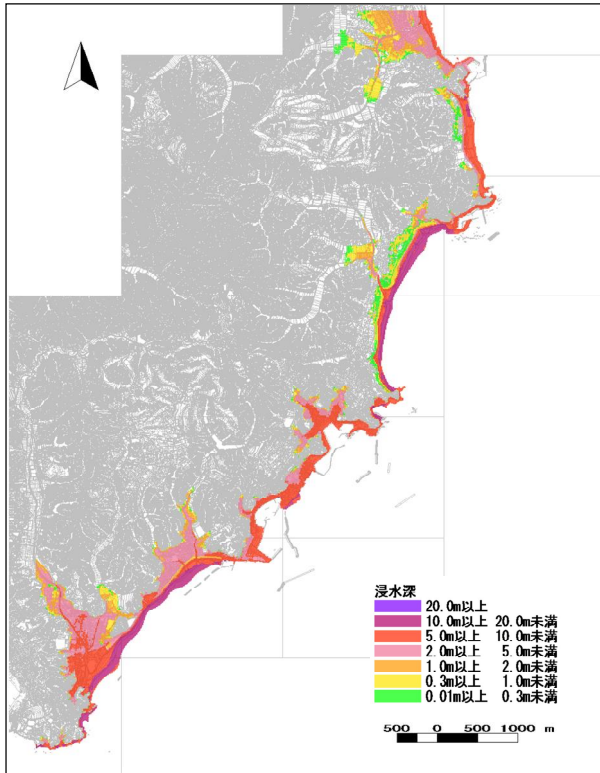 浸水深
20.0m以上
10.0m以上 20.0m未満
5.0m以上 10.0m未満
2.0m以上 5.0m未満
1.0m以上 2.0m未満
0.3m以上 1.0m未満
0.01m以上 0.3m未満
500 0 500 1000 m